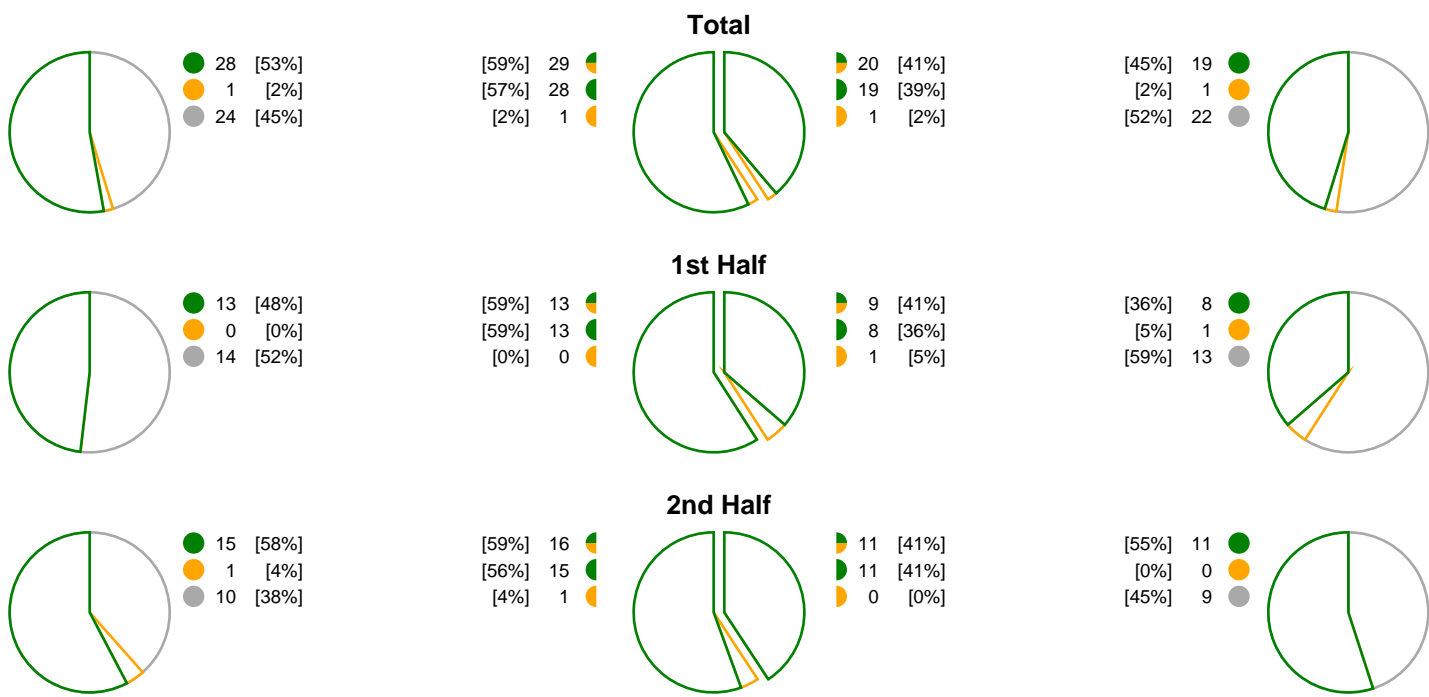 Total
28 [53%] [59%] 29 20 [41%] [45%] 19
1 [2%] [57%] 28 19 [39%] [2%] 1
24 [45%] [2%] 1 1 [2%] [52%] 22
1st Half
13 [48%] [59%] 13 9 [41%] [36%] 8
0 [0%] [59%] 13 8 [36%] [5%] 1
14 [52%] [0%] 0 1 [5%] [59%] 13
2nd Half
15 [58%] [59%] 16 11 [41%] [55%] 11
1 [4%] [56%] 15 11 [41%] [0%] 0
10 [38%] [4%] 1 0 [0%] [45%] 9